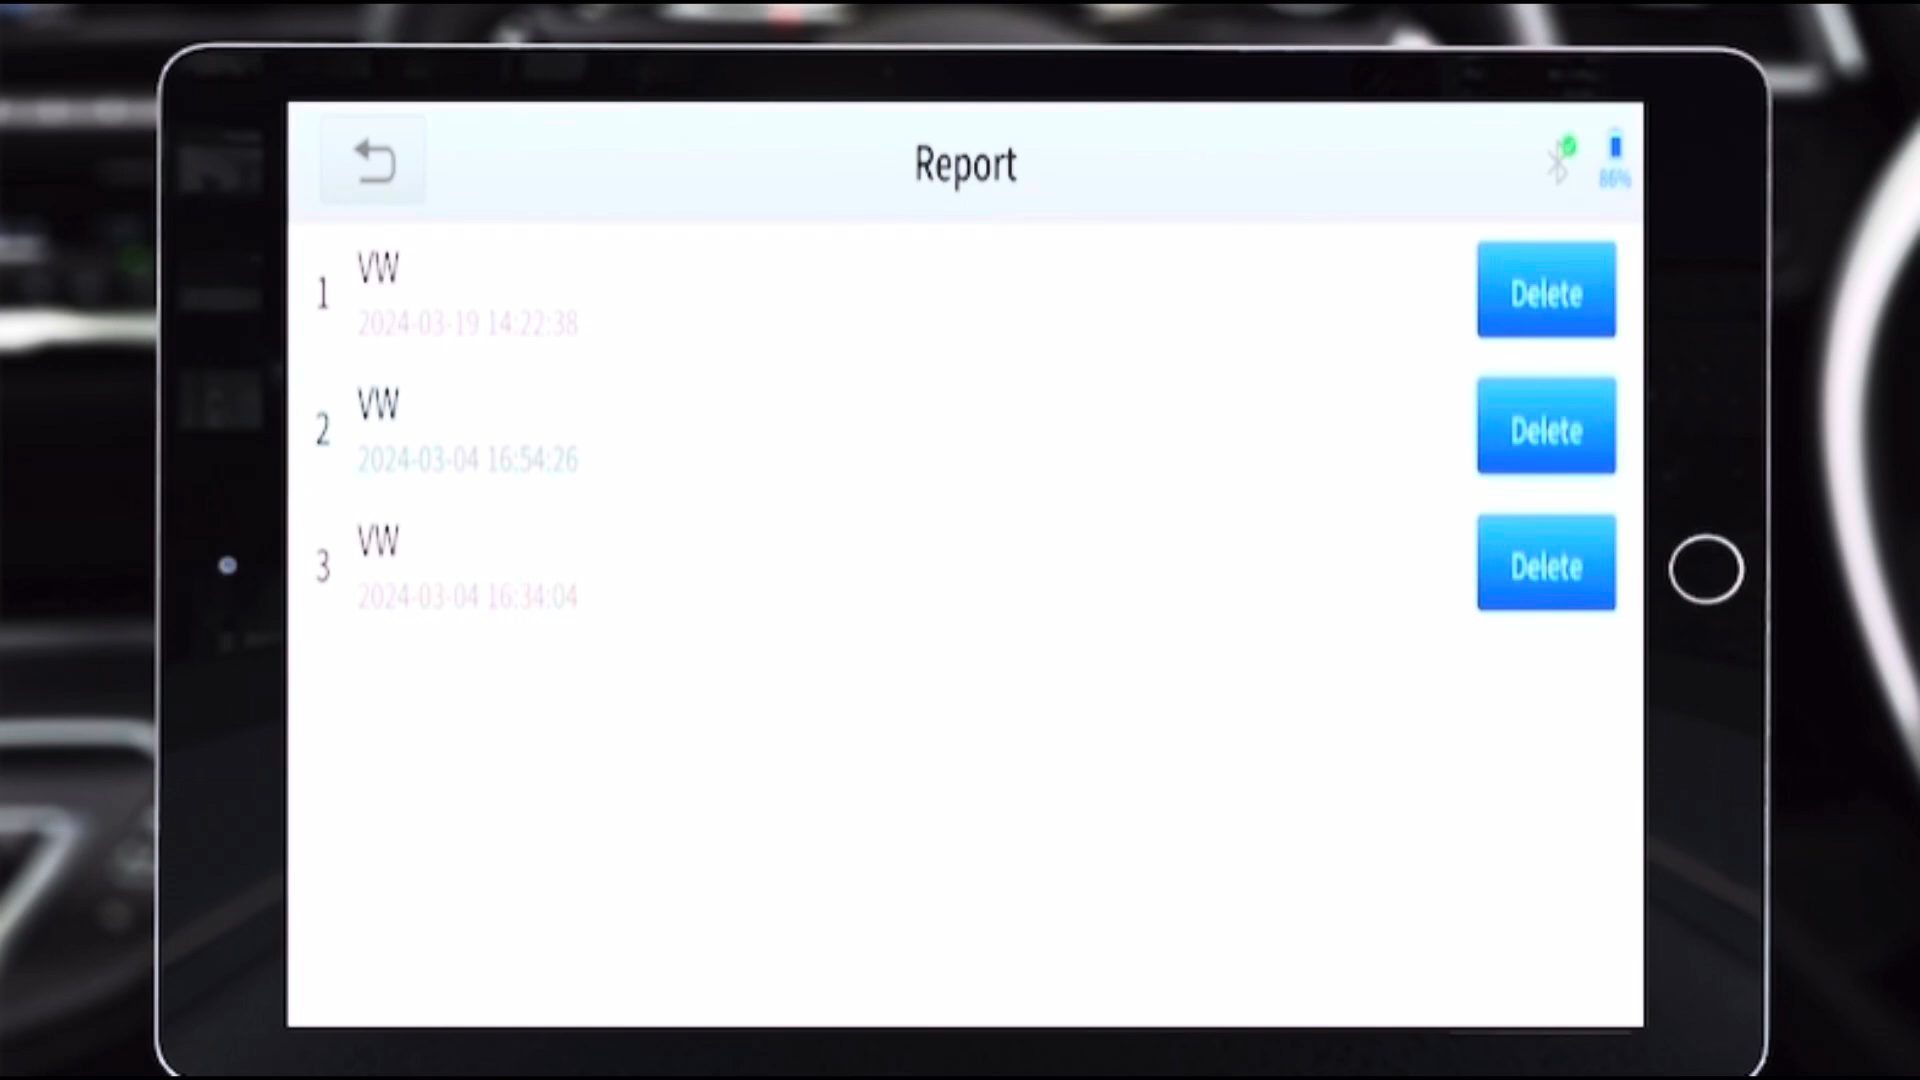 Report
86%
1
VW
2024-03-19 14:22:38
Delete
2
VW
2024-03-04 16:54:26
Delete
3
VW
2024-03-04 16:34:04
Delete